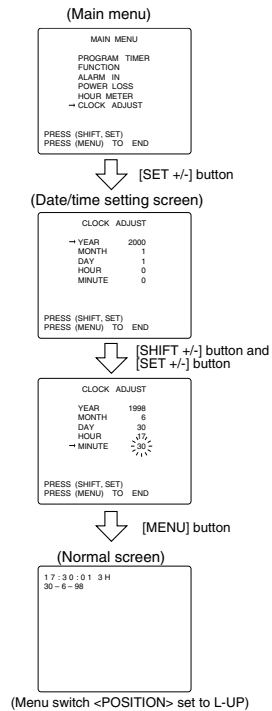 (Main menu)
MAIN MENU
PROGRAM TIMER
FUNCTION
ALARM IN
POWER LOSS
HOUR METER
→ CLOCK ADJUST
PRESS (SHIFT, SET)
PRESS (MENU) TO END
[SET +/-] button
(Date/time setting screen)
CLOCK ADJUST
→ YEAR 2000
MONTH 1
DAY 1
HOUR 0
MINUTE 0
PRESS (SHIFT, SET)
PRESS (MENU) TO END
[SHIFT +/-] button and
[SET +/-] button
CLOCK ADJUST
YEAR 1998
MONTH 6
DAY 30
HOUR 17
→ MINUTE 30
PRESS (SHIFT, SET)
PRESS (MENU) TO END
[MENU] button
(Normal screen)
17:30:01 3H
30–6–98
(Menu switch <POSITION> set to L-UP)